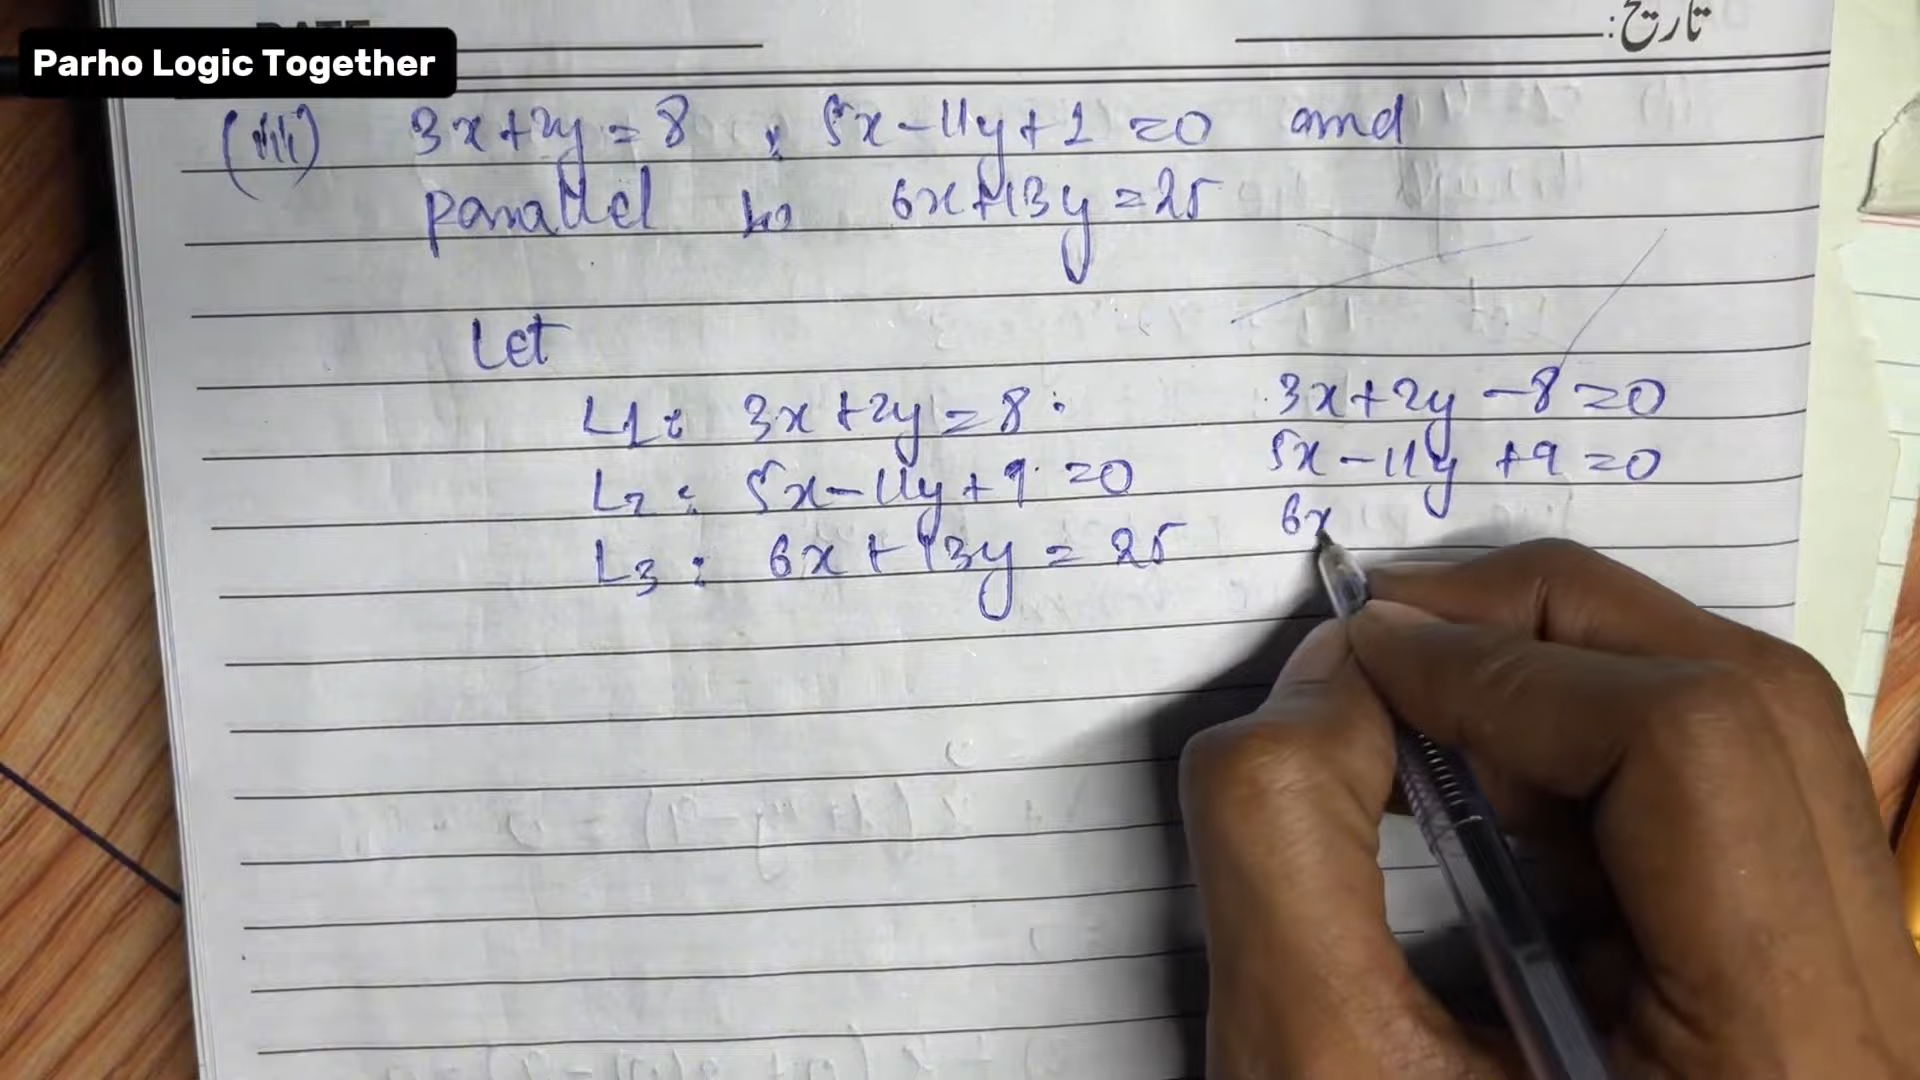 Parho Logic Together
تاریخ:
(iii) 3x+2y=8 ; 5x-11y+1=0 and
parallel to 6x+13y=25
Let
L1: 3x+2y=8. 3x+2y-8=0
L2: 5x-11y+9=0 5x-11y+9=0
L3: 6x+13y=25 6x